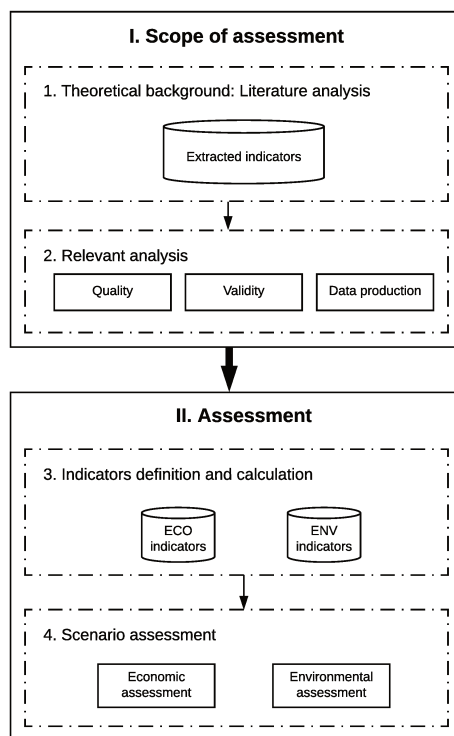 I. Scope of assessment
1. Theoretical background: Literature analysis
Extracted indicators
2. Relevant analysis
Quality
Validity
Data production
II. Assessment
3. Indicators definition and calculation
ECO
indicators
ENV
indicators
4. Scenario assessment
Economic
assessment
Environmental
assessment